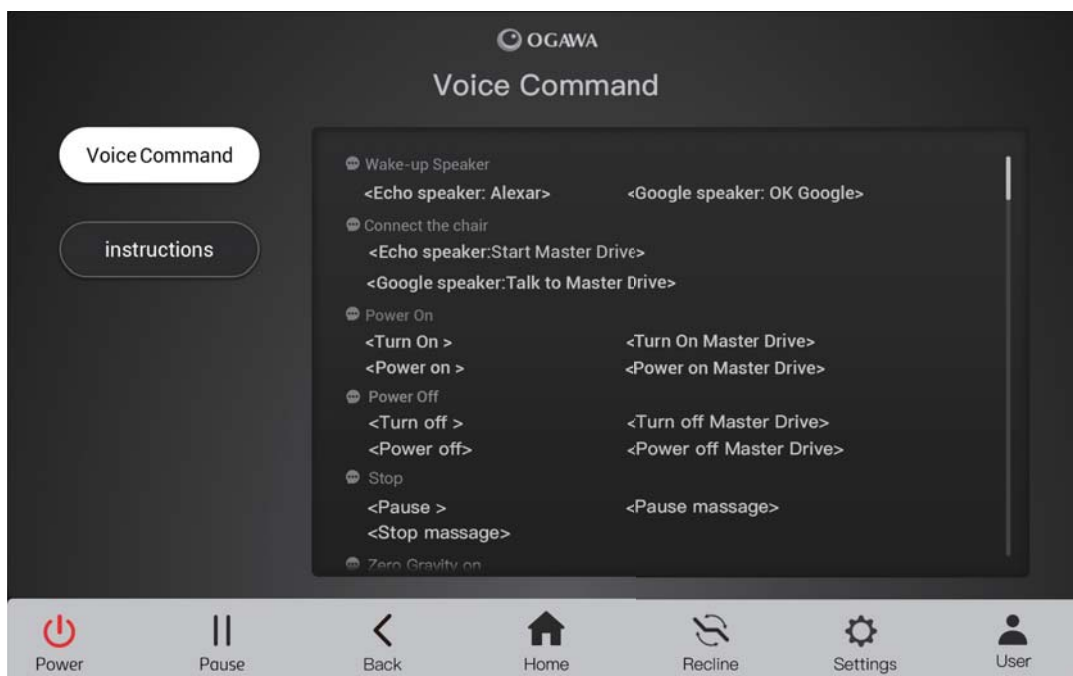 OGAWA
Voice Command
Voice Command
instructions
Wake-up Speaker
<Echo speaker: Alexar> <Google speaker: OK Google>
Connect the chair
<Echo speaker:Start Master Drive>
<Google speaker:Talk to Master Drive>
Power On
<Turn On > <Turn On Master Drive>
<Power on > <Power on Master Drive>
Power Off
<Turn off > <Turn off Master Drive>
<Power off> <Power off Master Drive>
Stop
<Pause > <Pause massage>
<Stop massage>
Zero Gravity on
Power Pause Back Home Recline Settings User